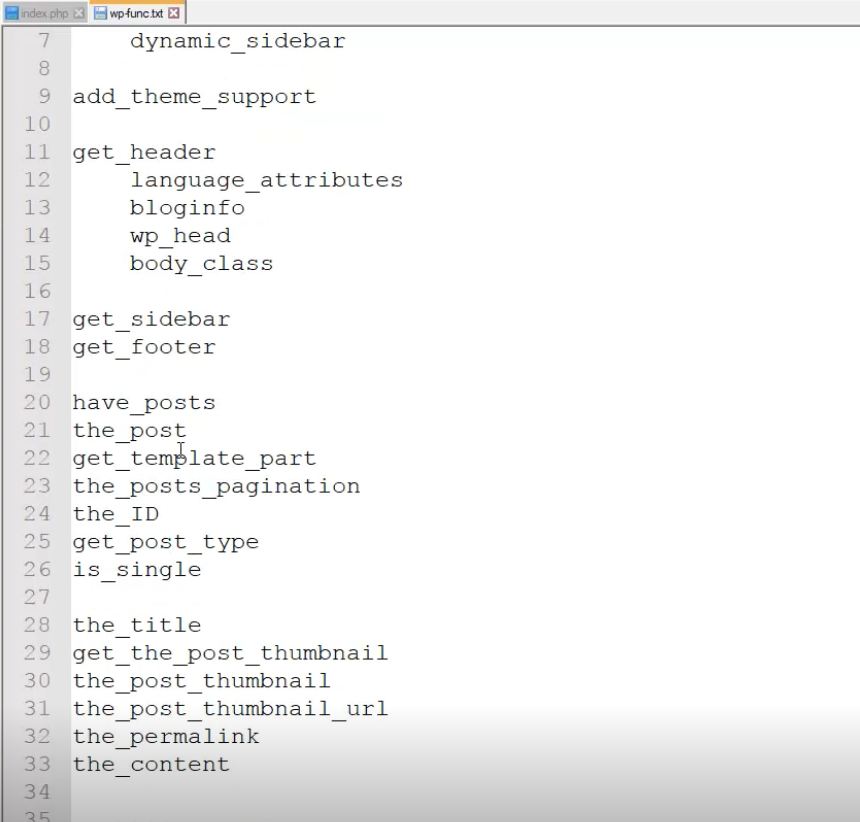 index.php wp-func.txt
7 dynamic_sidebar
8
9 add_theme_support
10
11 get_header
12 language_attributes
13 bloginfo
14 wp_head
15 body_class
16
17 get_sidebar
18 get_footer
19
20 have_posts
21 the_post
22 get_template_part
23 the_posts_pagination
24 the_ID
25 get_post_type
26 is_single
27
28 the_title
29 get_the_post_thumbnail
30 the_post_thumbnail
31 the_post_thumbnail_url
32 the_permalink
33 the_content
34
35